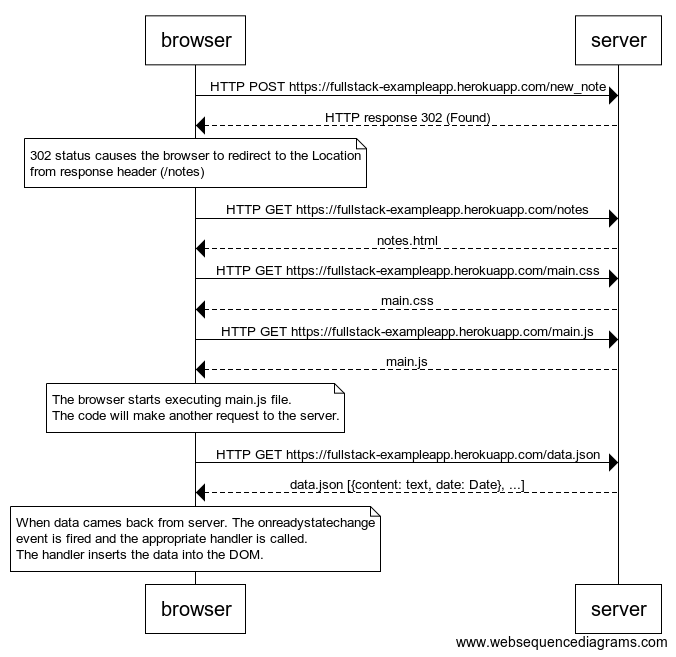 browser
server
HTTP POST https://fullstack-exampleapp.herokuapp.com/new_note
HTTP response 302 (Found)
302 status causes the browser to redirect to the Location
from response header (/notes)
HTTP GET https://fullstack-exampleapp.herokuapp.com/notes
notes.html
HTTP GET https://fullstack-exampleapp.herokuapp.com/main.css
main.css
HTTP GET https://fullstack-exampleapp.herokuapp.com/main.js
main.js
The browser starts executing main.js file.
The code will make another request to the server.
HTTP GET https://fullstack-exampleapp.herokuapp.com/data.json
data.json [{content: text, date: Date}, ...]
When data cames back from server. The onreadystatechange
event is fired and the appropriate handler is called.
The handler inserts the data into the DOM.
browser
server
www.websequencediagrams.com